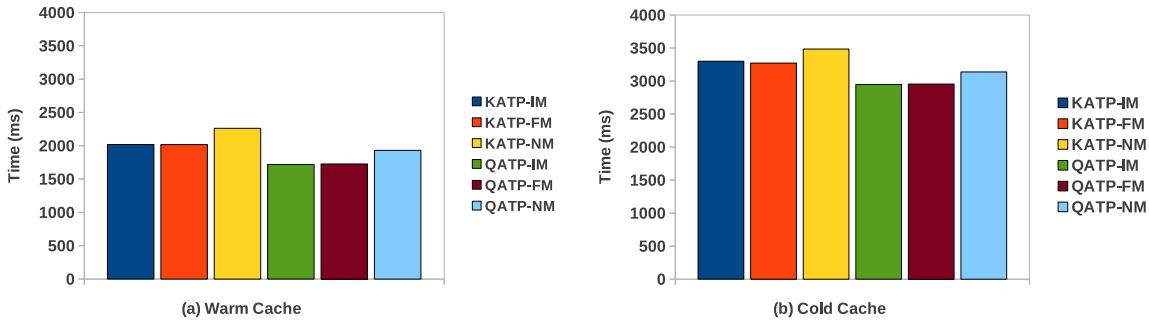 4000
3500
3000
2500
2000
1500
1000
500
0
Time (ms)
KATP-IM
KATP-FM
KATP-NM
QATP-IM
QATP-FM
QATP-NM
(a) Warm Cache
4000
3500
3000
2500
2000
1500
1000
500
0
Time (ms)
KATP-IM
KATP-FM
KATP-NM
QATP-IM
QATP-FM
QATP-NM
(b) Cold Cache